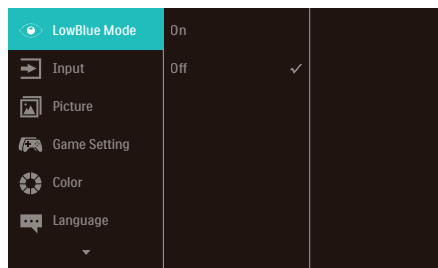 LowBlue Mode
On
Input
Off
Picture
Game Setting
Color
Language